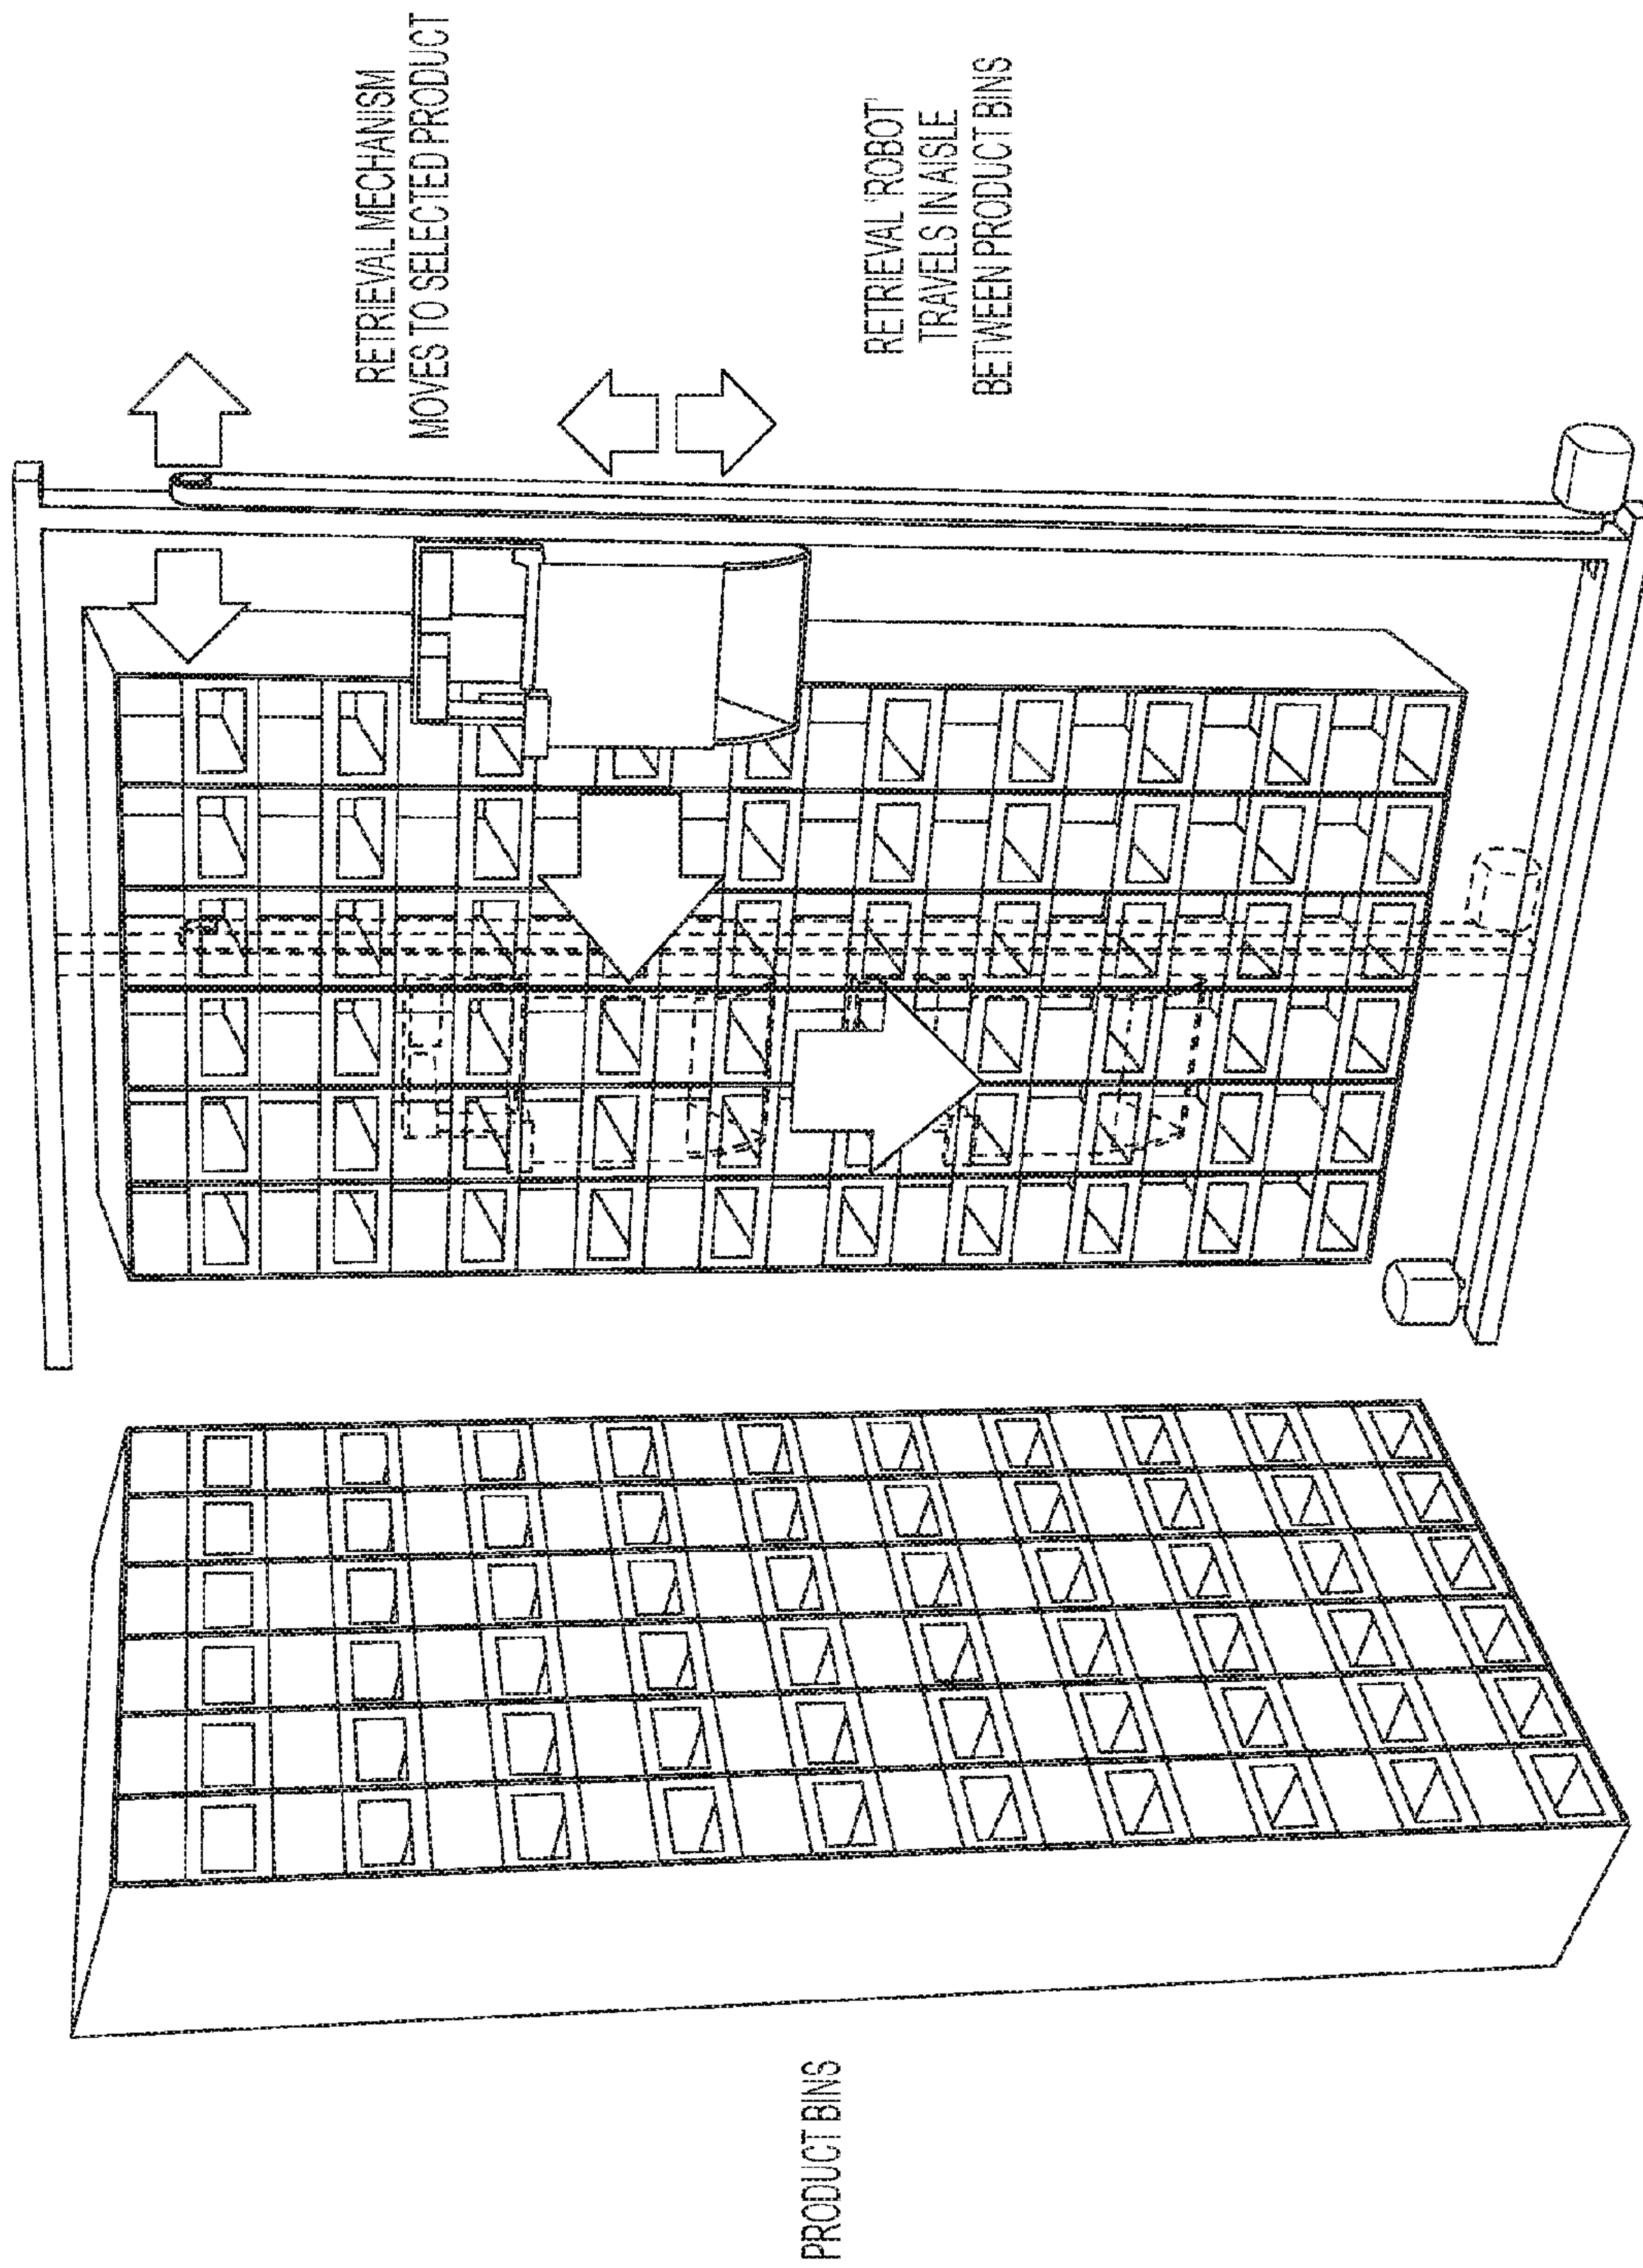 RETRIEVAL MECHANISM
MOVES TO SELECTED PRODUCT
RETRIEVAL 'ROBOT'
TRAVELS IN AISLE
BETWEEN PRODUCT BINS
PRODUCT BINS